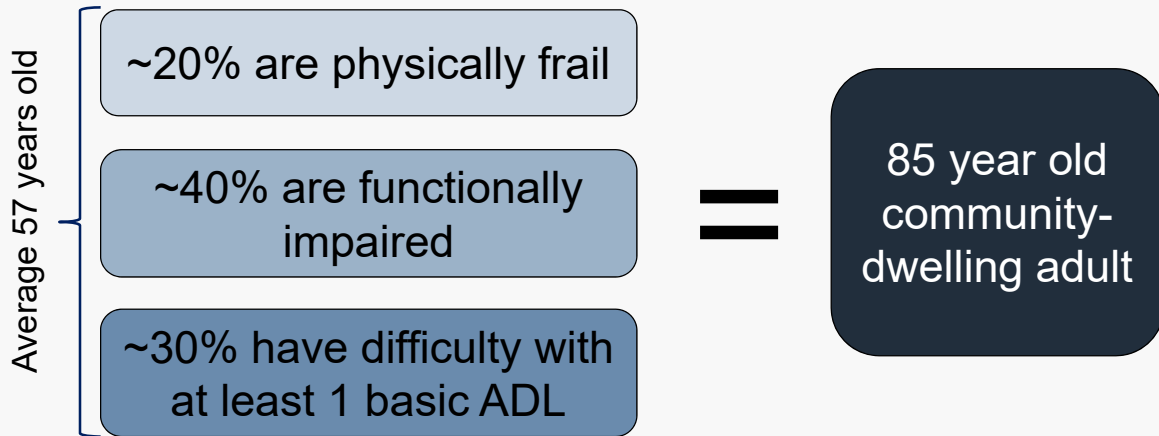 Average 57 years old
~20% are physically frail
~40% are functionally
impaired
~30% have difficulty with
at least 1 basic ADL
=
85 year old
community-
dwelling adult